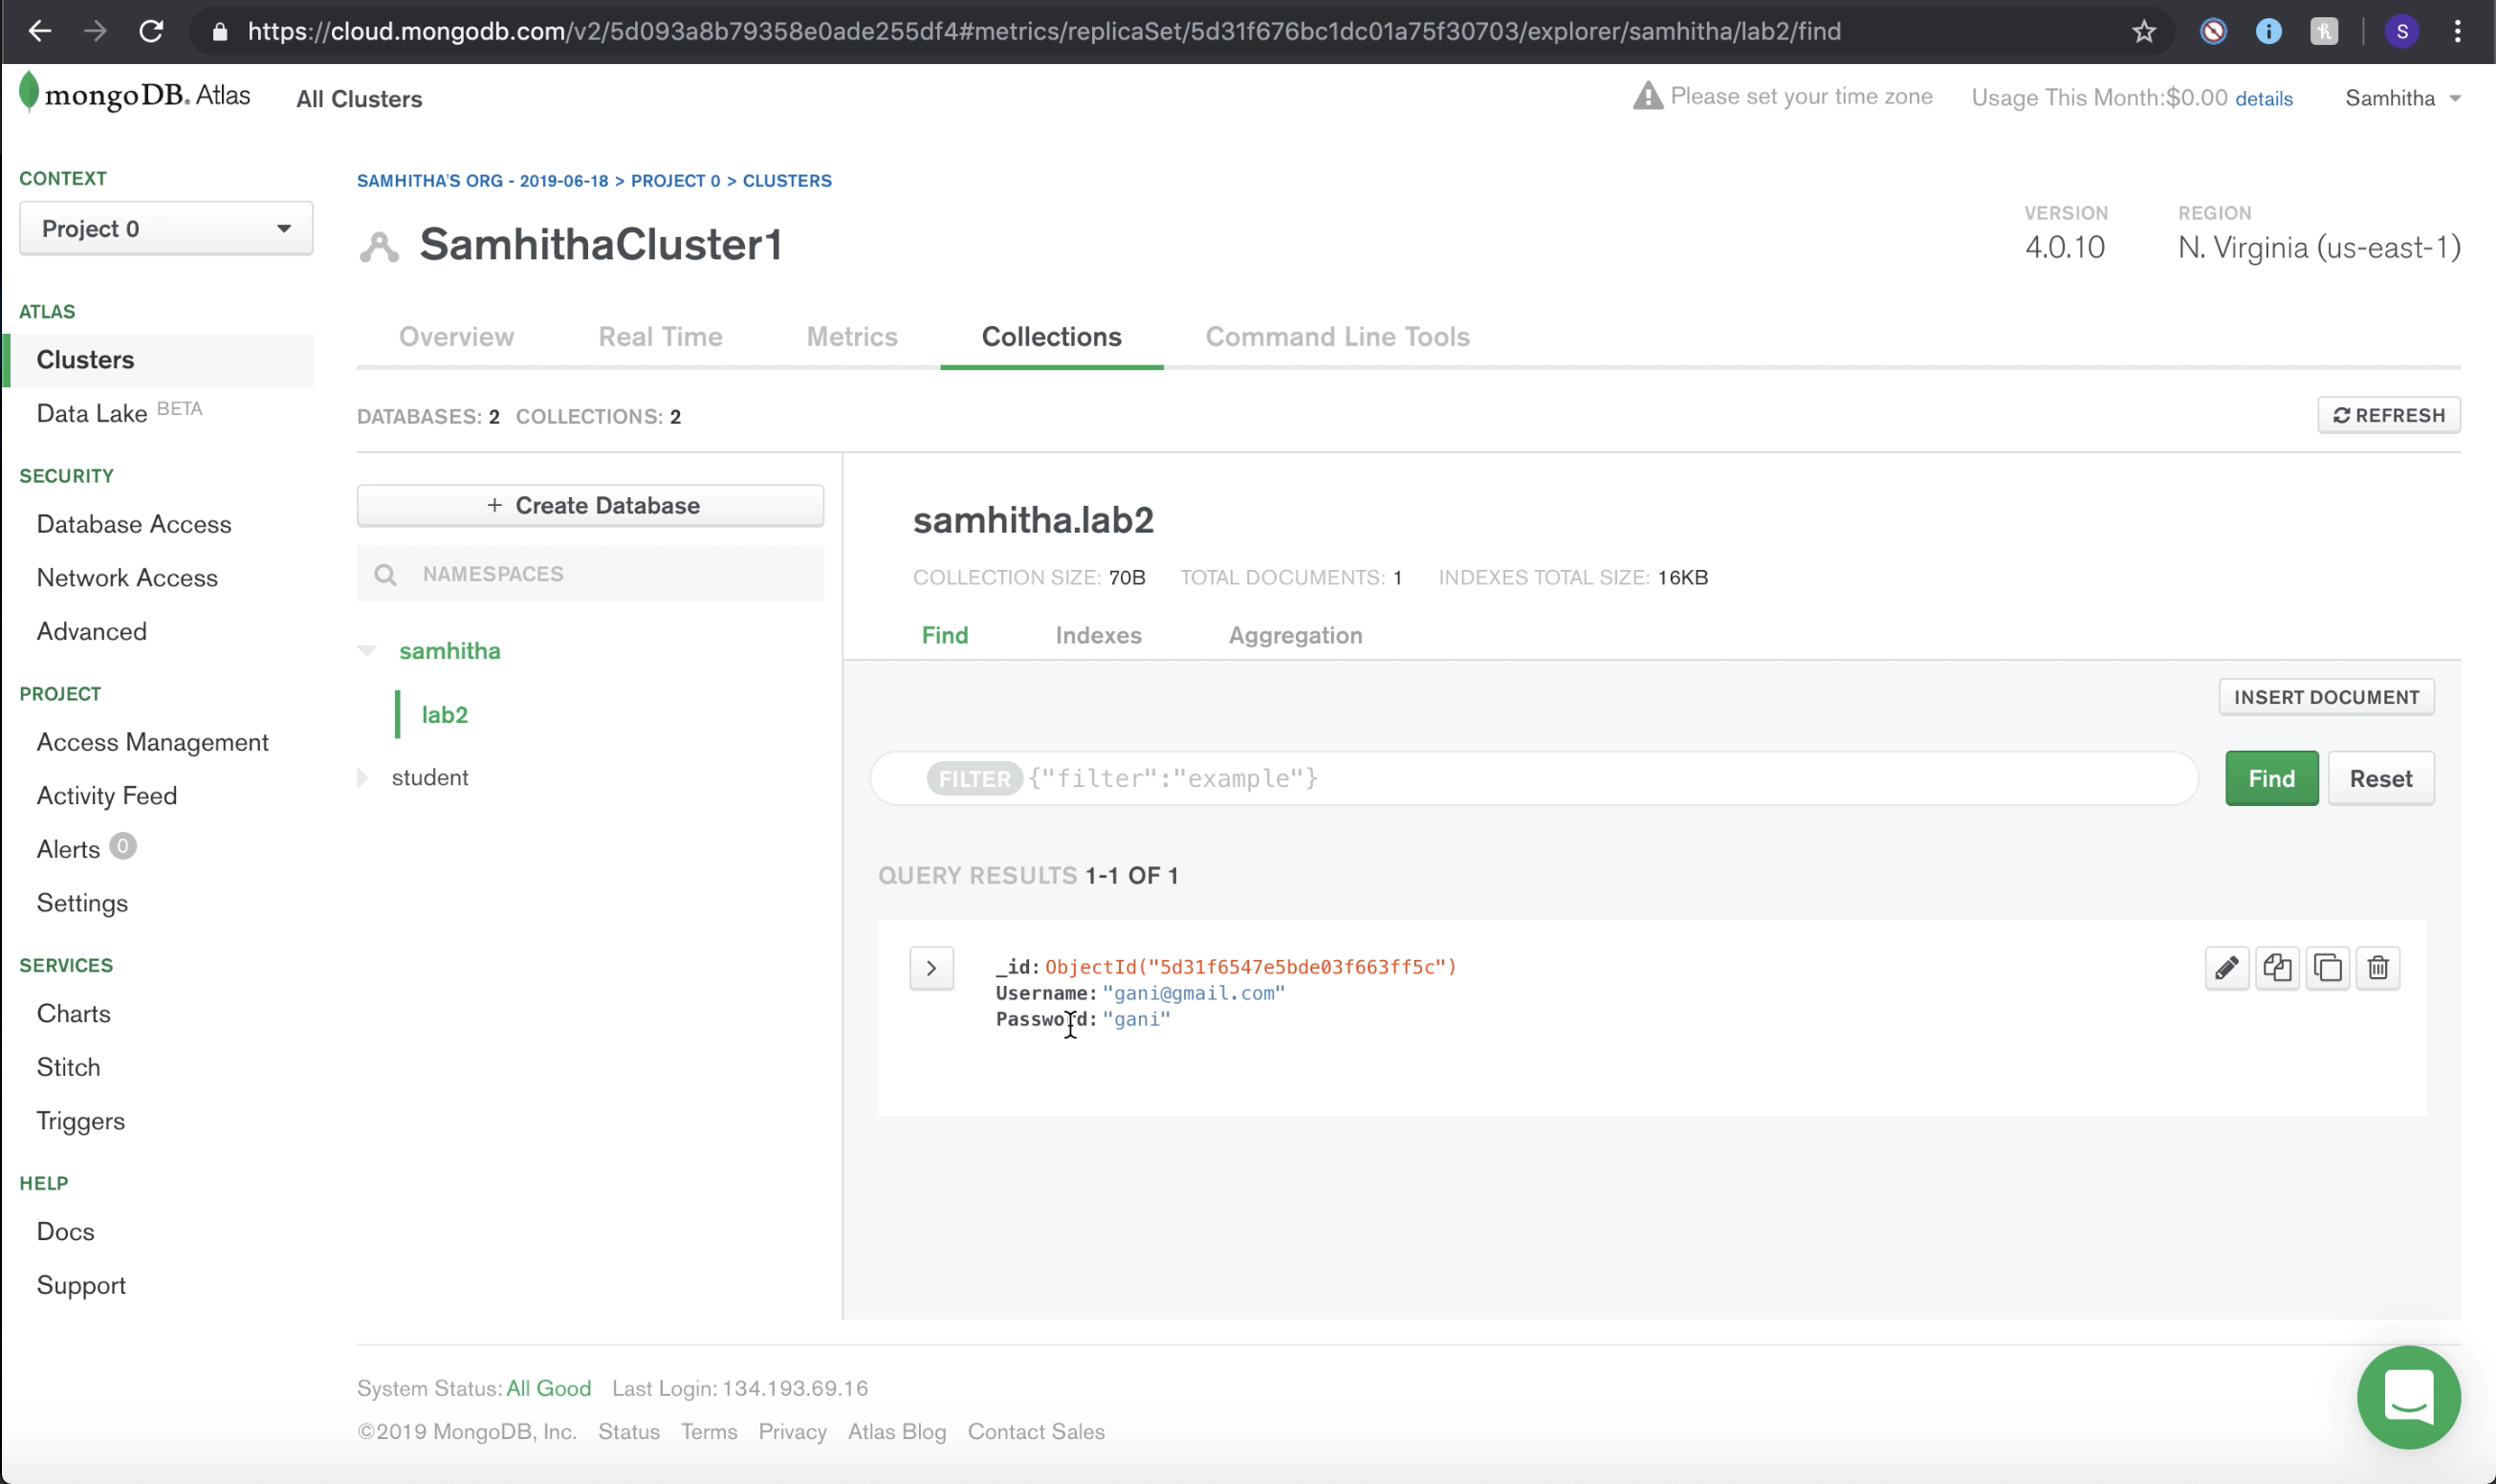 https://cloud.mongodb.com/v2/5d093a8b79358e0ade255df4#metrics/replicaSet/5d31f676bc1dc01a75f30703/explorer/samhitha/lab2/find
S
mongoDB. Atlas
All Clusters
Please set your time zone
Usage This Month:$0.00 details
Samhitha
CONTEXT
Project 0
ATLAS
Clusters
Data Lake BETA
SECURITY
Database Access
Network Access
Advanced
PROJECT
Access Management
Activity Feed
Alerts 0
Settings
SERVICES
Charts
Stitch
Triggers
HELP
Docs
Support
SAMHITHA'S ORG - 2019-06-18 > PROJECT 0 > CLUSTERS
SamhithaCluster1
VERSION
4.0.10
REGION
N. Virginia (us-east-1)
Overview
Real Time
Metrics
Collections
Command Line Tools
DATABASES: 2 COLLECTIONS: 2
REFRESH
+ Create Database
NAMESPACES
samhitha
lab2
student
samhitha.lab2
COLLECTION SIZE: 70B TOTAL DOCUMENTS: 1 INDEXES TOTAL SIZE: 16KB
Find
Indexes
Aggregation
INSERT DOCUMENT
FILTER {"filter":"example"}
Find
Reset
QUERY RESULTS 1-1 OF 1
_id: ObjectId("5d31f6547e5bde03f663ff5c")
Username: "gani@gmail.com"
Password: "gani"
System Status: All Good Last Login: 134.193.69.16
©2019 MongoDB, Inc. Status Terms Privacy Atlas Blog Contact Sales